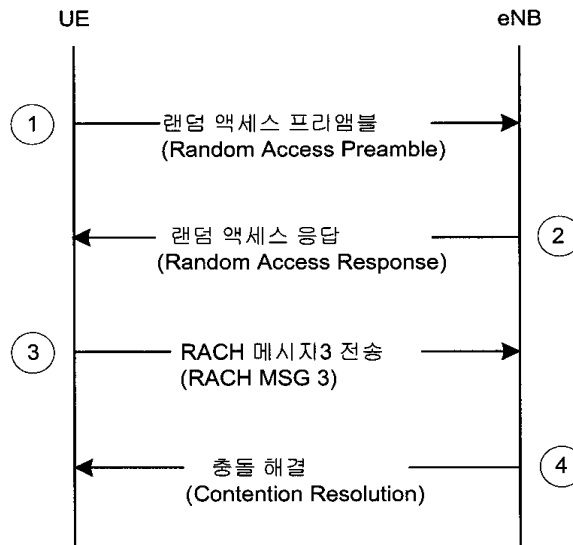 UE
eNB
1
랜덤 액세스 프리앰블
(Random Access Preamble)
랜덤 액세스 응답
(Random Access Response)
2
3
RACH 메시지3 전송
(RACH MSG 3)
충돌 해결
(Contention Resolution)
4